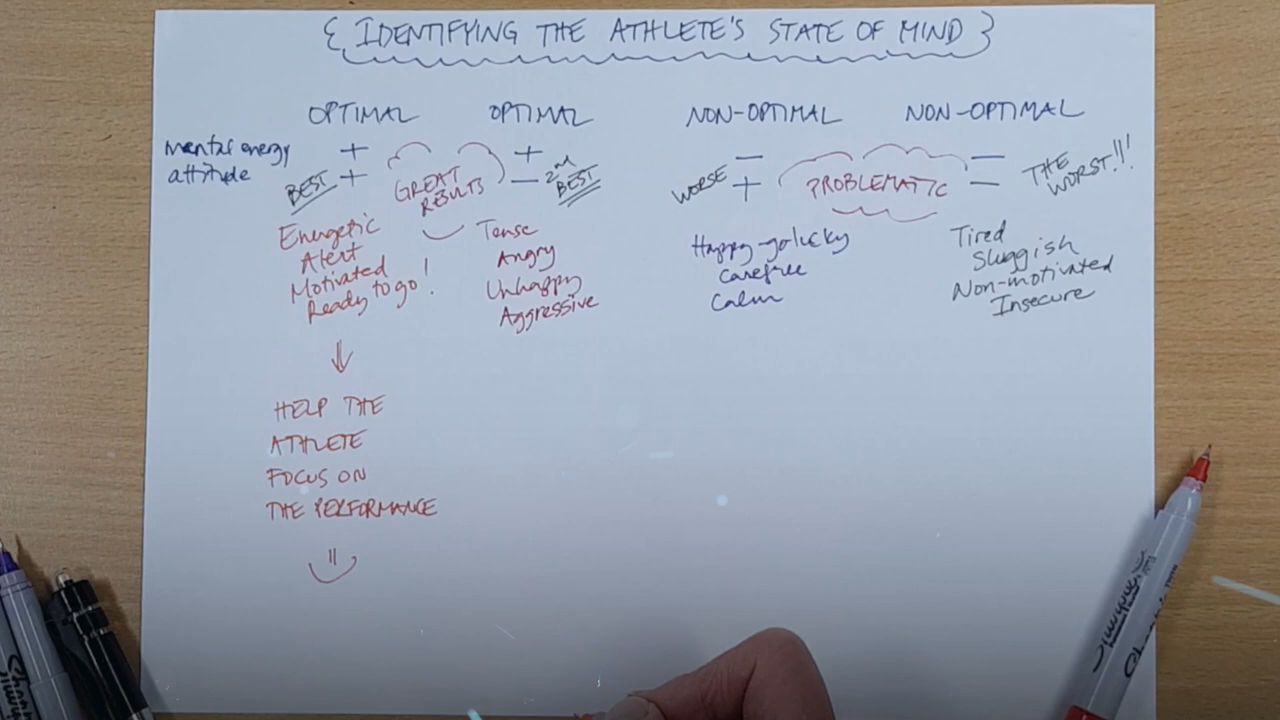 { IDENTIFYING THE ATHLETE'S STATE OF MIND }
OPTIMAL OPTIMAL NON-OPTIMAL NON-OPTIMAL
mental energy + + − −
attitude BEST + GREAT RESULTS − 2nd BEST WORSE + PROBLEMATIC − THE WORST!!!
Energetic
Alert
Motivated
Ready to go!
Tense
Angry
Unhappy
Aggressive
Happy-go-lucky
Carefree
Calm
Tired
Sluggish
Non-motivated
Insecure
HELP THE
ATHLETE
FOCUS ON
THE PERFORMANCE
Sharpie